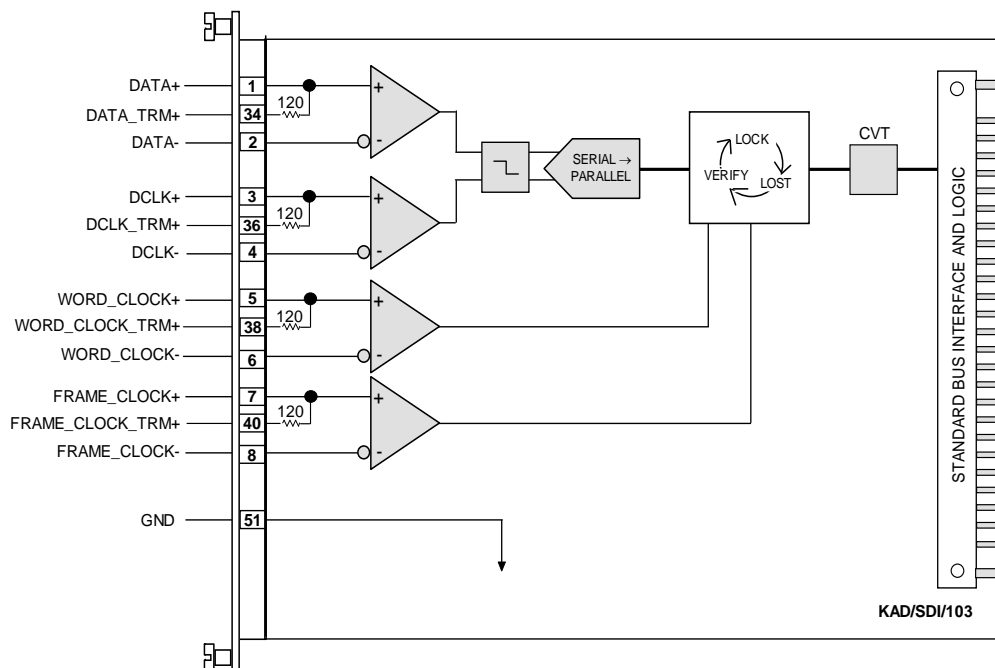 DATA+ 1
120
DATA_TRM+ 34
DATA- 2
+
-
DCLK+ 3
120
DCLK_TRM+ 36
DCLK- 4
+
-
WORD_CLOCK+ 5
120
WORD_CLOCK_TRM+ 38
WORD_CLOCK- 6
+
-
FRAME_CLOCK+ 7
120
FRAME_CLOCK_TRM+ 40
FRAME_CLOCK- 8
+
-
GND 51
SERIAL →
PARALLEL
LOCK
VERIFY
LOST
CVT
STANDARD BUS INTERFACE AND LOGIC
KAD/SDI/103